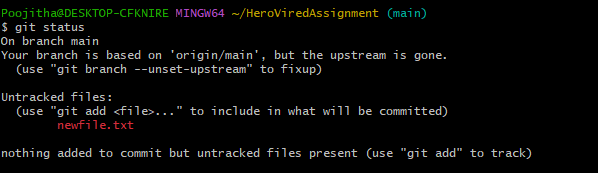 Poojitha@DESKTOP-CFKNIRE MINGW64 ~/HeroViredAssignment (main)
$ git status
On branch main
Your branch is based on 'origin/main', but the upstream is gone.
  (use "git branch --unset-upstream" to fixup)

Untracked files:
  (use "git add <file>..." to include in what will be committed)
        newfile.txt

nothing added to commit but untracked files present (use "git add" to track)